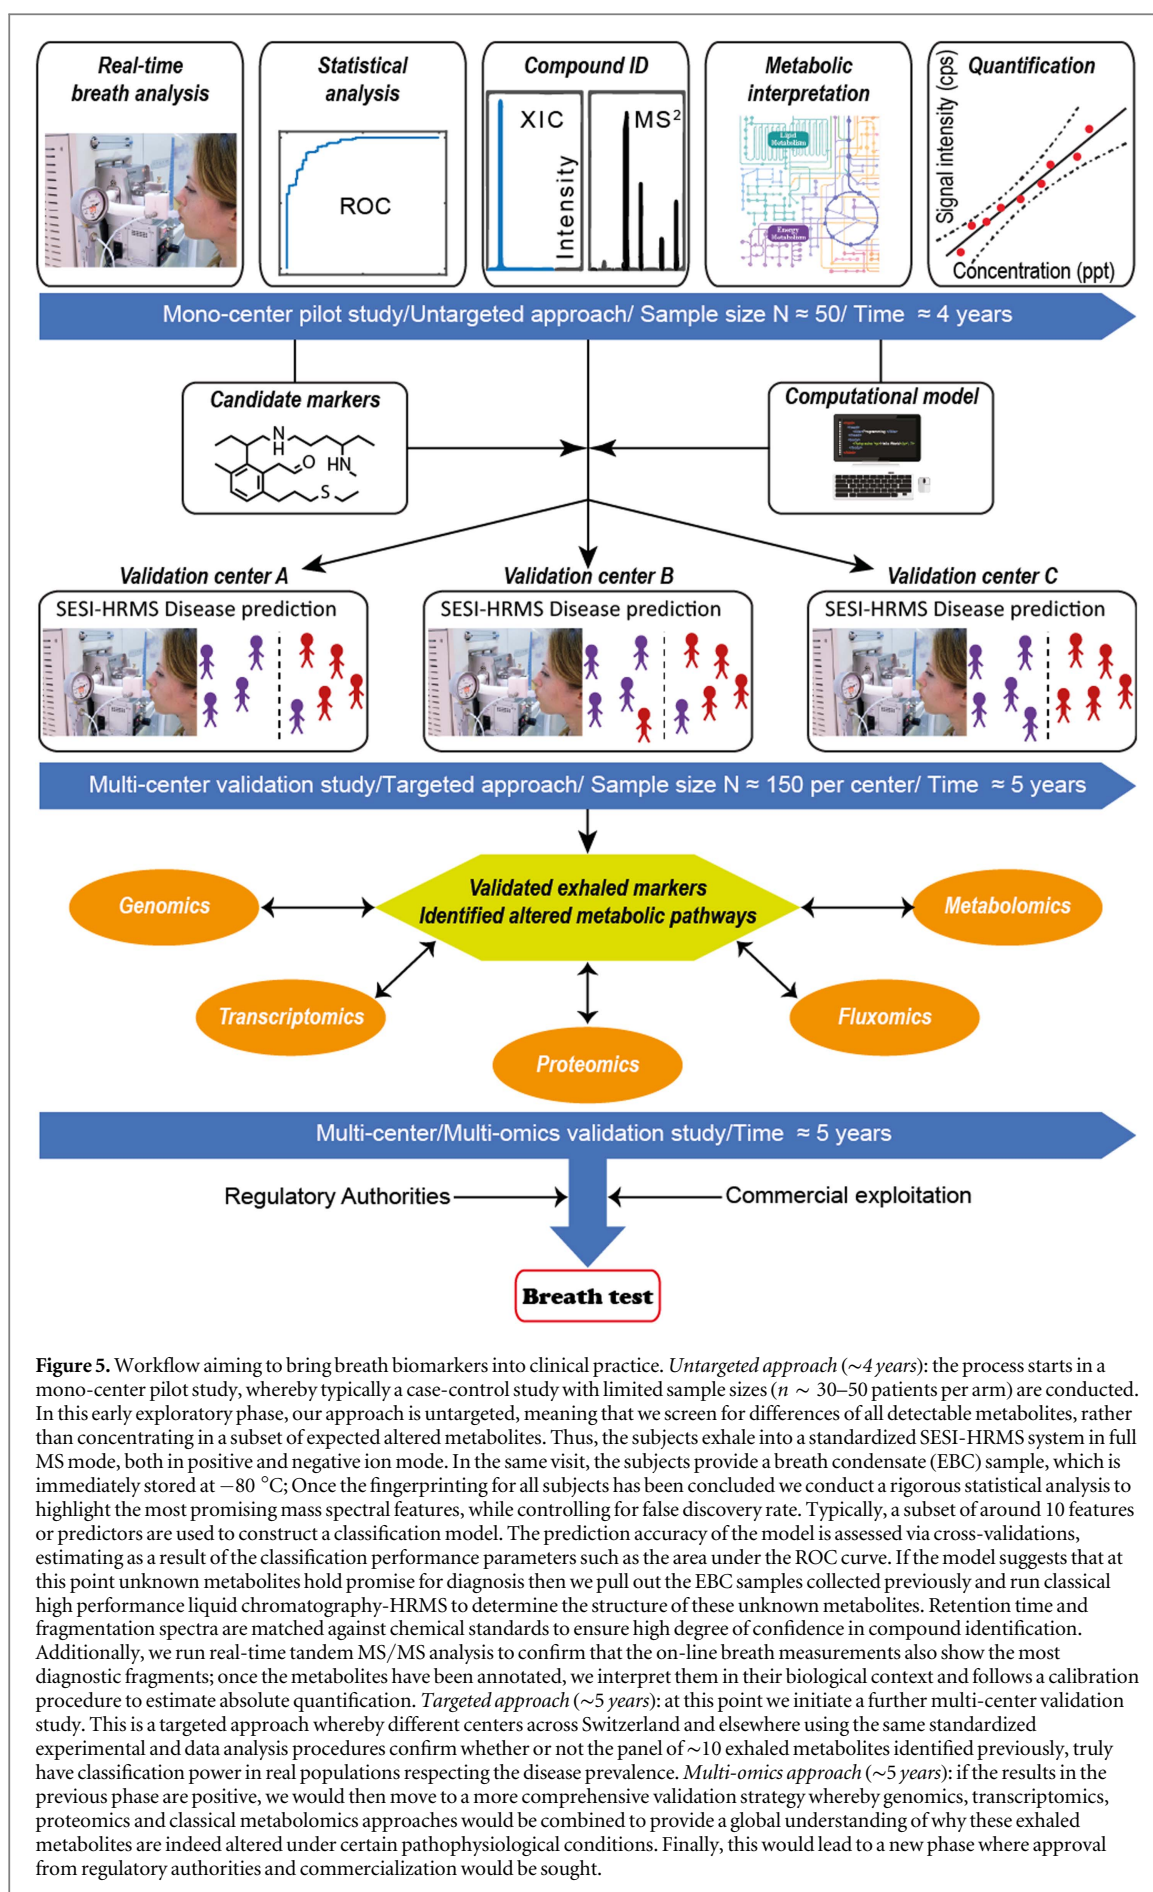 Real-time
breath analysis
Statistical
analysis
ROC
Compound ID
XIC
Intensity
MS²
Metabolic
interpretation
Lipid
Metabolism
Energy
Metabolism
Quantification
Signal intensity (cps)
Concentration (ppt)
Mono-center pilot study/Untargeted approach/ Sample size N ≈ 50/ Time ≈ 4 years
Candidate markers
H
N
O
HN
S
Computational model
Validation center A
SESI-HRMS Disease prediction
Validation center B
SESI-HRMS Disease prediction
Validation center C
SESI-HRMS Disease prediction
Multi-center validation study/Targeted approach/ Sample size N ≈ 150 per center/ Time ≈ 5 years
Validated exhaled markers
Identified altered metabolic pathways
Genomics
Metabolomics
Transcriptomics
Fluxomics
Proteomics
Multi-center/Multi-omics validation study/Time ≈ 5 years
Regulatory Authorities
Commercial exploitation
Breath test
Figure 5. Workflow aiming to bring breath biomarkers into clinical practice. Untargeted approach (∼4 years): the process starts in a
mono-center pilot study, whereby typically a case-control study with limited sample sizes (n ∼ 30–50 patients per arm) are conducted.
In this early exploratory phase, our approach is untargeted, meaning that we screen for differences of all detectable metabolites, rather
than concentrating in a subset of expected altered metabolites. Thus, the subjects exhale into a standardized SESI-HRMS system in full
MS mode, both in positive and negative ion mode. In the same visit, the subjects provide a breath condensate (EBC) sample, which is
immediately stored at −80 °C; Once the fingerprinting for all subjects has been concluded we conduct a rigorous statistical analysis to
highlight the most promising mass spectral features, while controlling for false discovery rate. Typically, a subset of around 10 features
or predictors are used to construct a classification model. The prediction accuracy of the model is assessed via cross-validations,
estimating as a result of the classification performance parameters such as the area under the ROC curve. If the model suggests that at
this point unknown metabolites hold promise for diagnosis then we pull out the EBC samples collected previously and run classical
high performance liquid chromatography-HRMS to determine the structure of these unknown metabolites. Retention time and
fragmentation spectra are matched against chemical standards to ensure high degree of confidence in compound identification.
Additionally, we run real-time tandem MS/MS analysis to confirm that the on-line breath measurements also show the most
diagnostic fragments; once the metabolites have been annotated, we interpret them in their biological context and follows a calibration
procedure to estimate absolute quantification. Targeted approach (∼5 years): at this point we initiate a further multi-center validation
study. This is a targeted approach whereby different centers across Switzerland and elsewhere using the same standardized
experimental and data analysis procedures confirm whether or not the panel of ∼10 exhaled metabolites identified previously, truly
have classification power in real populations respecting the disease prevalence. Multi-omics approach (∼5 years): if the results in the
previous phase are positive, we would then move to a more comprehensive validation strategy whereby genomics, transcriptomics,
proteomics and classical metabolomics approaches would be combined to provide a global understanding of why these exhaled
metabolites are indeed altered under certain pathophysiological conditions. Finally, this would lead to a new phase where approval
from regulatory authorities and commercialization would be sought.